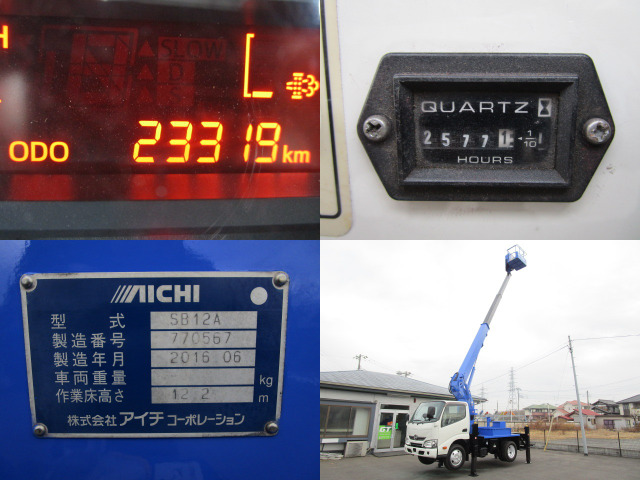 ODO 23319 km
QUARTZ
2577 1/10
HOURS
AICHI
型式 SB12A
製造番号 770567
製造年月 2016 06
車両重量 kg
作業床高さ 12.2 m
株式会社 アイチ コーポレーション